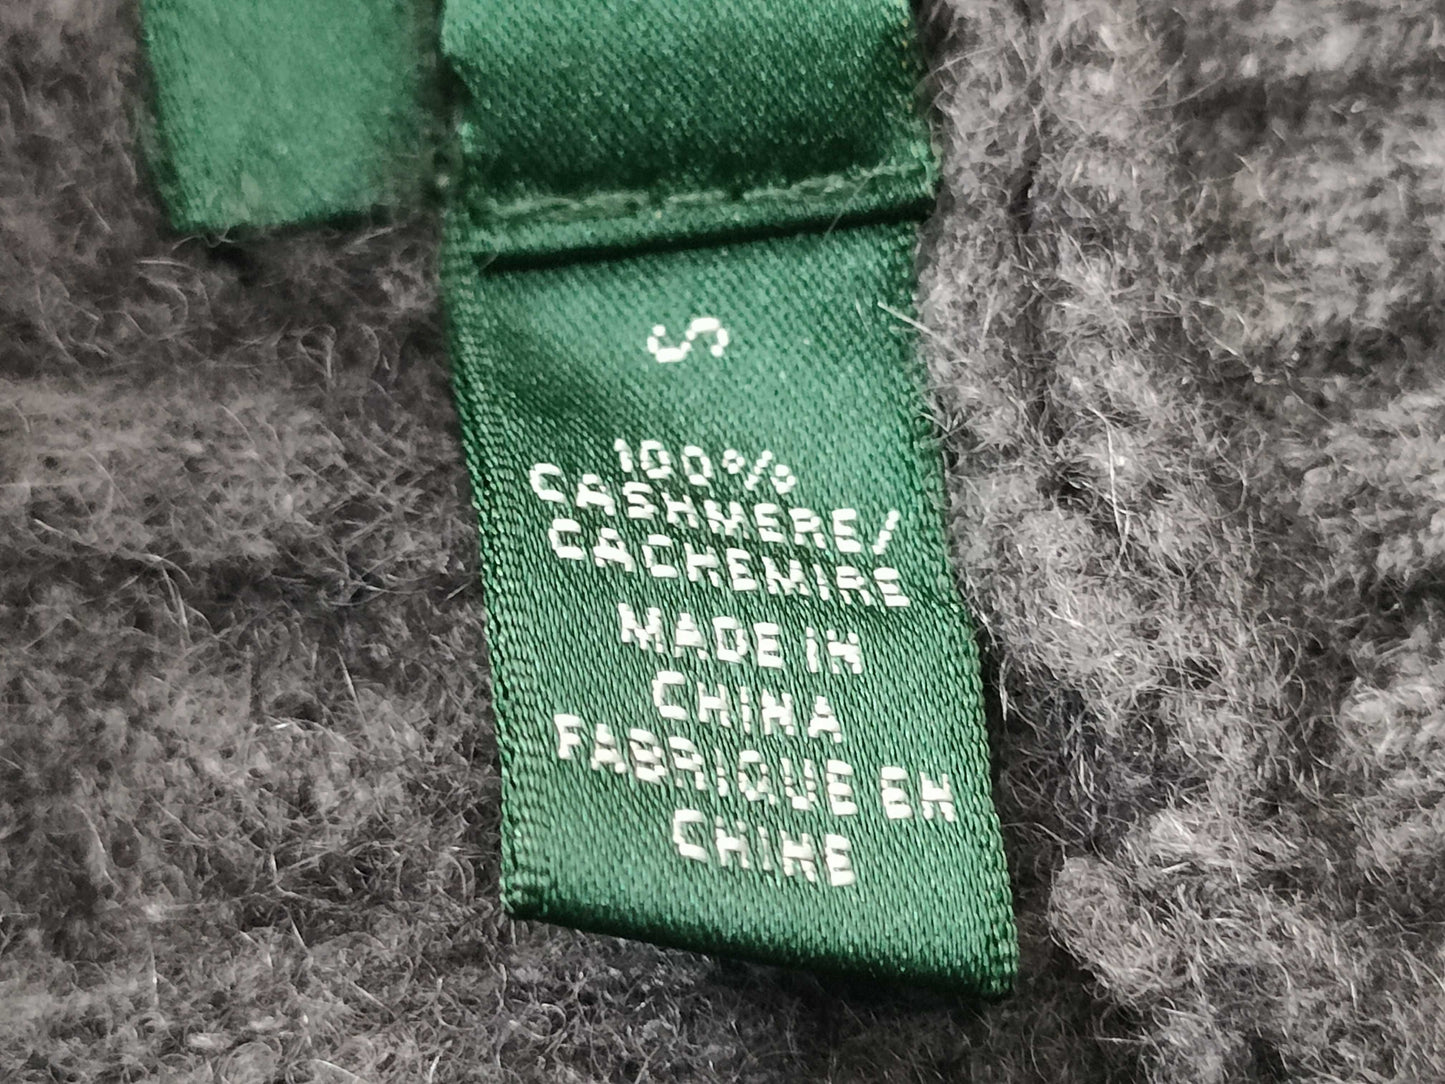 S
100%
CASHMERE/
CACHEMIRE
MADE IN
CHINA
FABRIQUE EN
CHINE